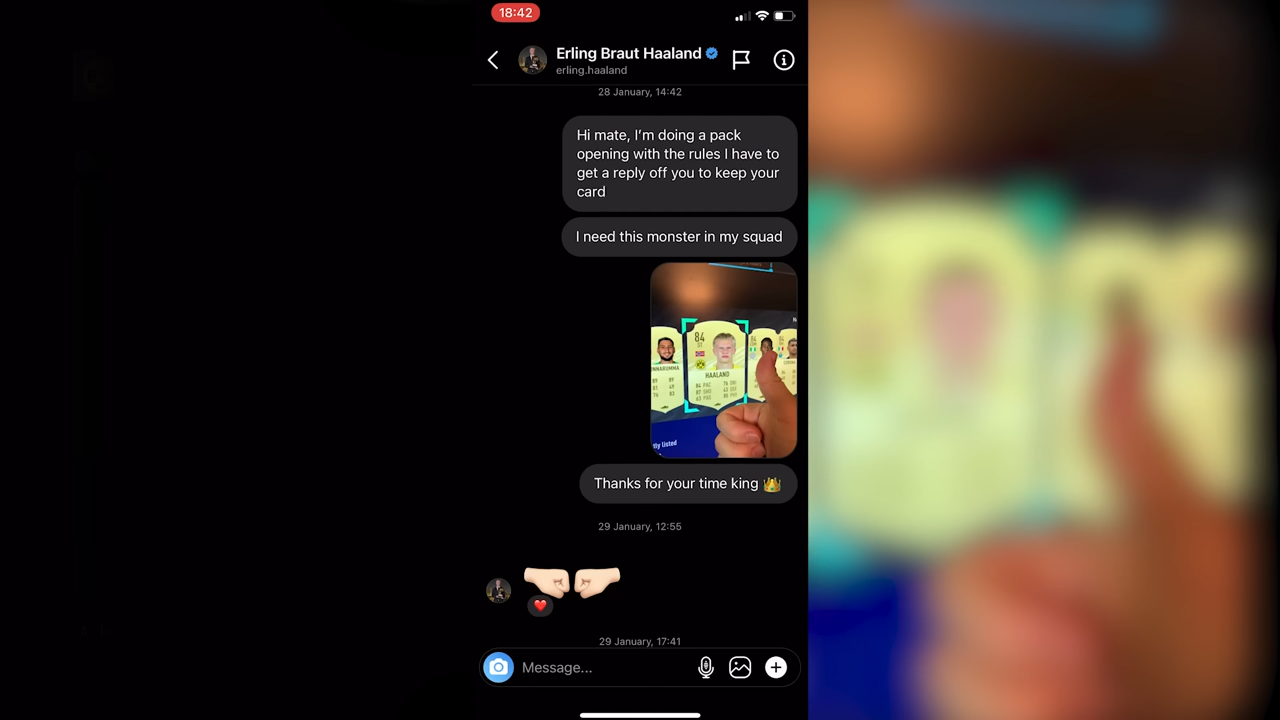 18:42
Erling Braut Haaland
erling.haaland
28 January, 14:42
Hi mate, I’m doing a pack
opening with the rules I have to
get a reply off you to keep your
card
I need this monster in my squad
84
ST
HAALAND
Thanks for your time king 👑
29 January, 12:55
29 January, 17:41
Message...